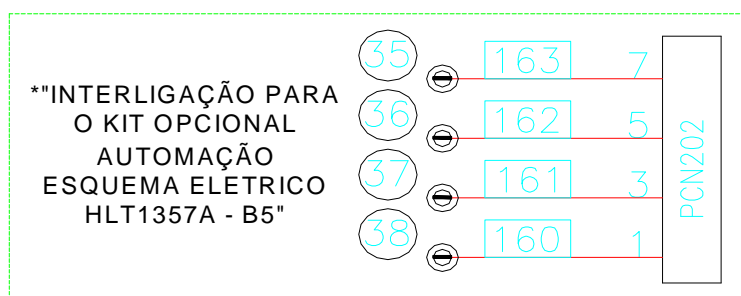 *"INTERLIGAÇÃO PARA
O KIT OPCIONAL
AUTOMAÇÃO
ESQUEMA ELETRICO
HLT1357A - B5"
35 163 7
36 162 5
37 161 3
38 160 1
PCN202